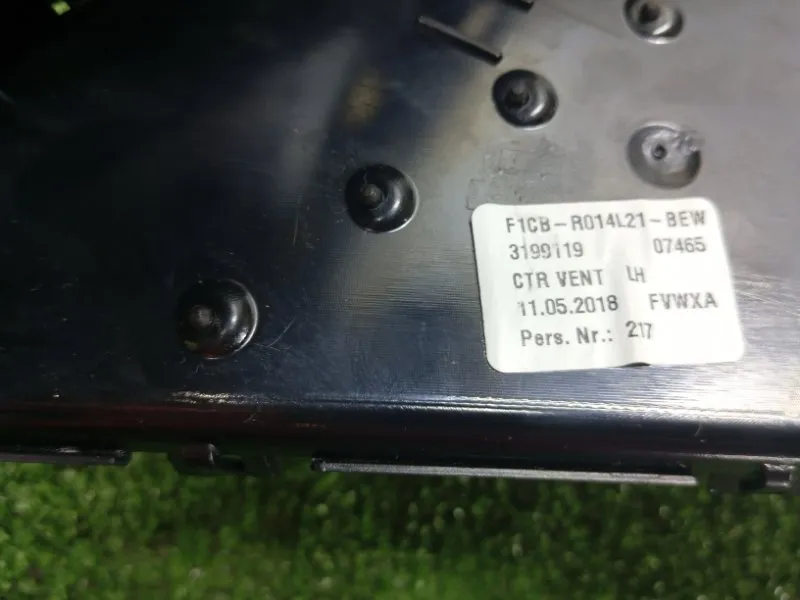 F1CB-R014L21-BEW
3199119 07465
CTR VENT LH
11.05.2018 FVWXA
Pers. Nr.: 217